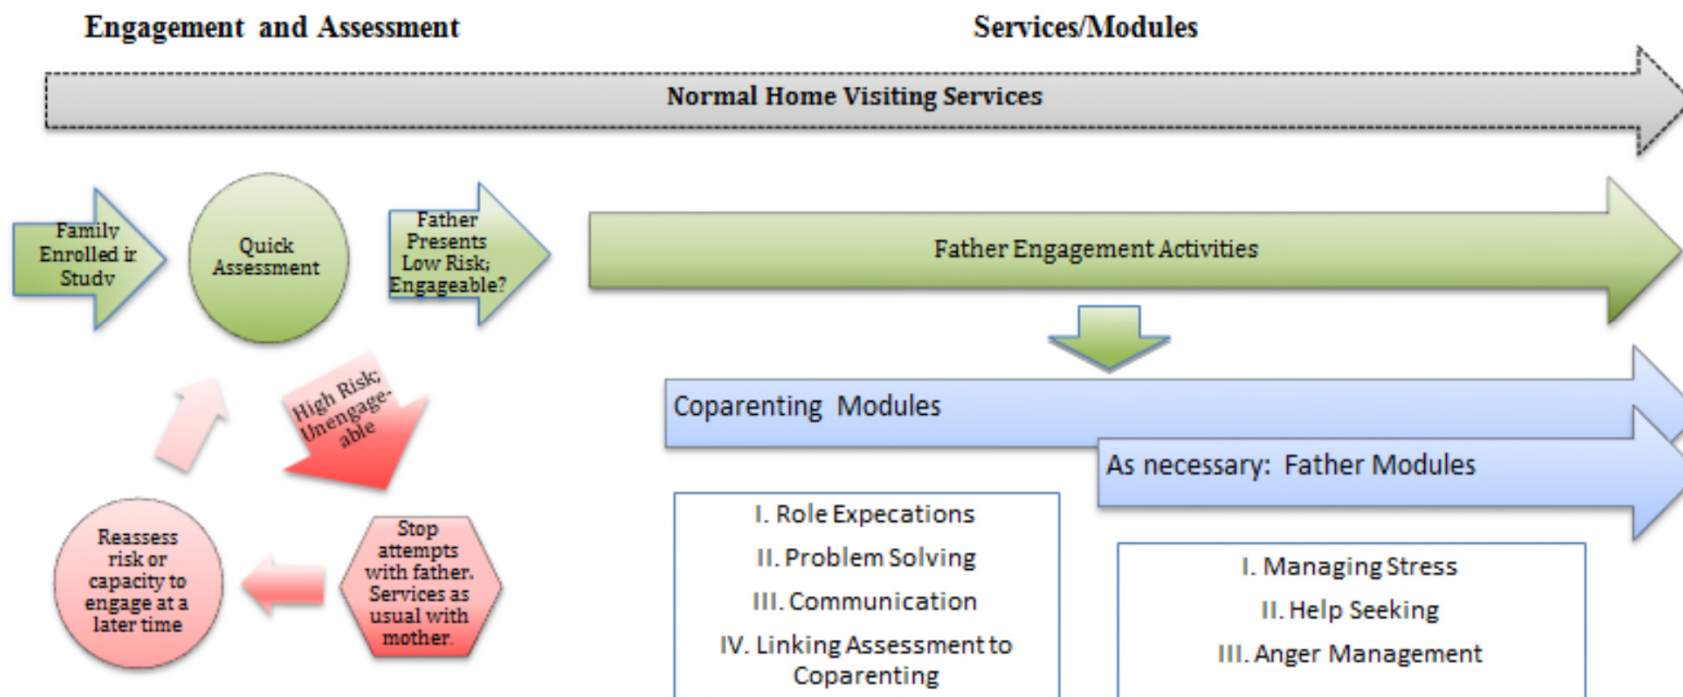 Engagement and Assessment
Services/Modules
Normal Home Visiting Services
Family
Enrolled in
Study
Quick
Assessment
Father
Presents
Low Risk;
Engageable?
Father Engagement Activities
High Risk;
Unengage-
able
Stop
attempts
with father.
Services as
usual with
mother.
Reassess
risk or
capacity to
engage at a
later time
Coparenting Modules
As necessary: Father Modules
I. Role Expecations
II. Problem Solving
III. Communication
IV. Linking Assessment to
Coparenting
I. Managing Stress
II. Help Seeking
III. Anger Management